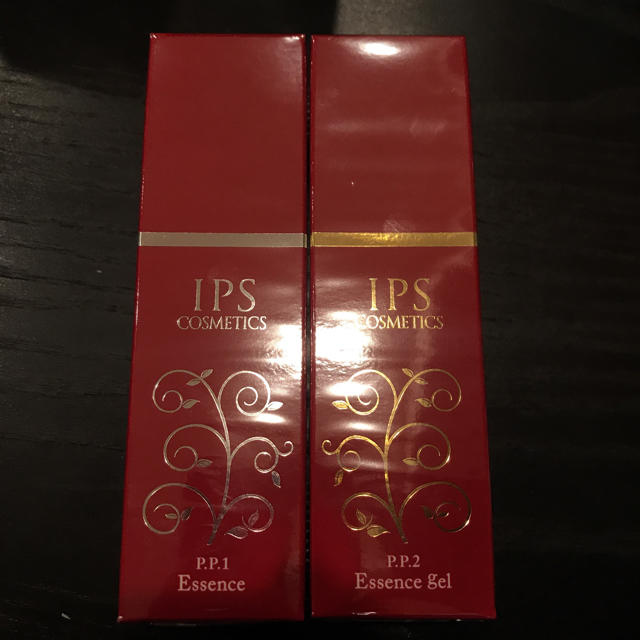 IPS
COSMETICS
P.P.1
Essence
IPS
COSMETICS
P.P.2
Essence gel